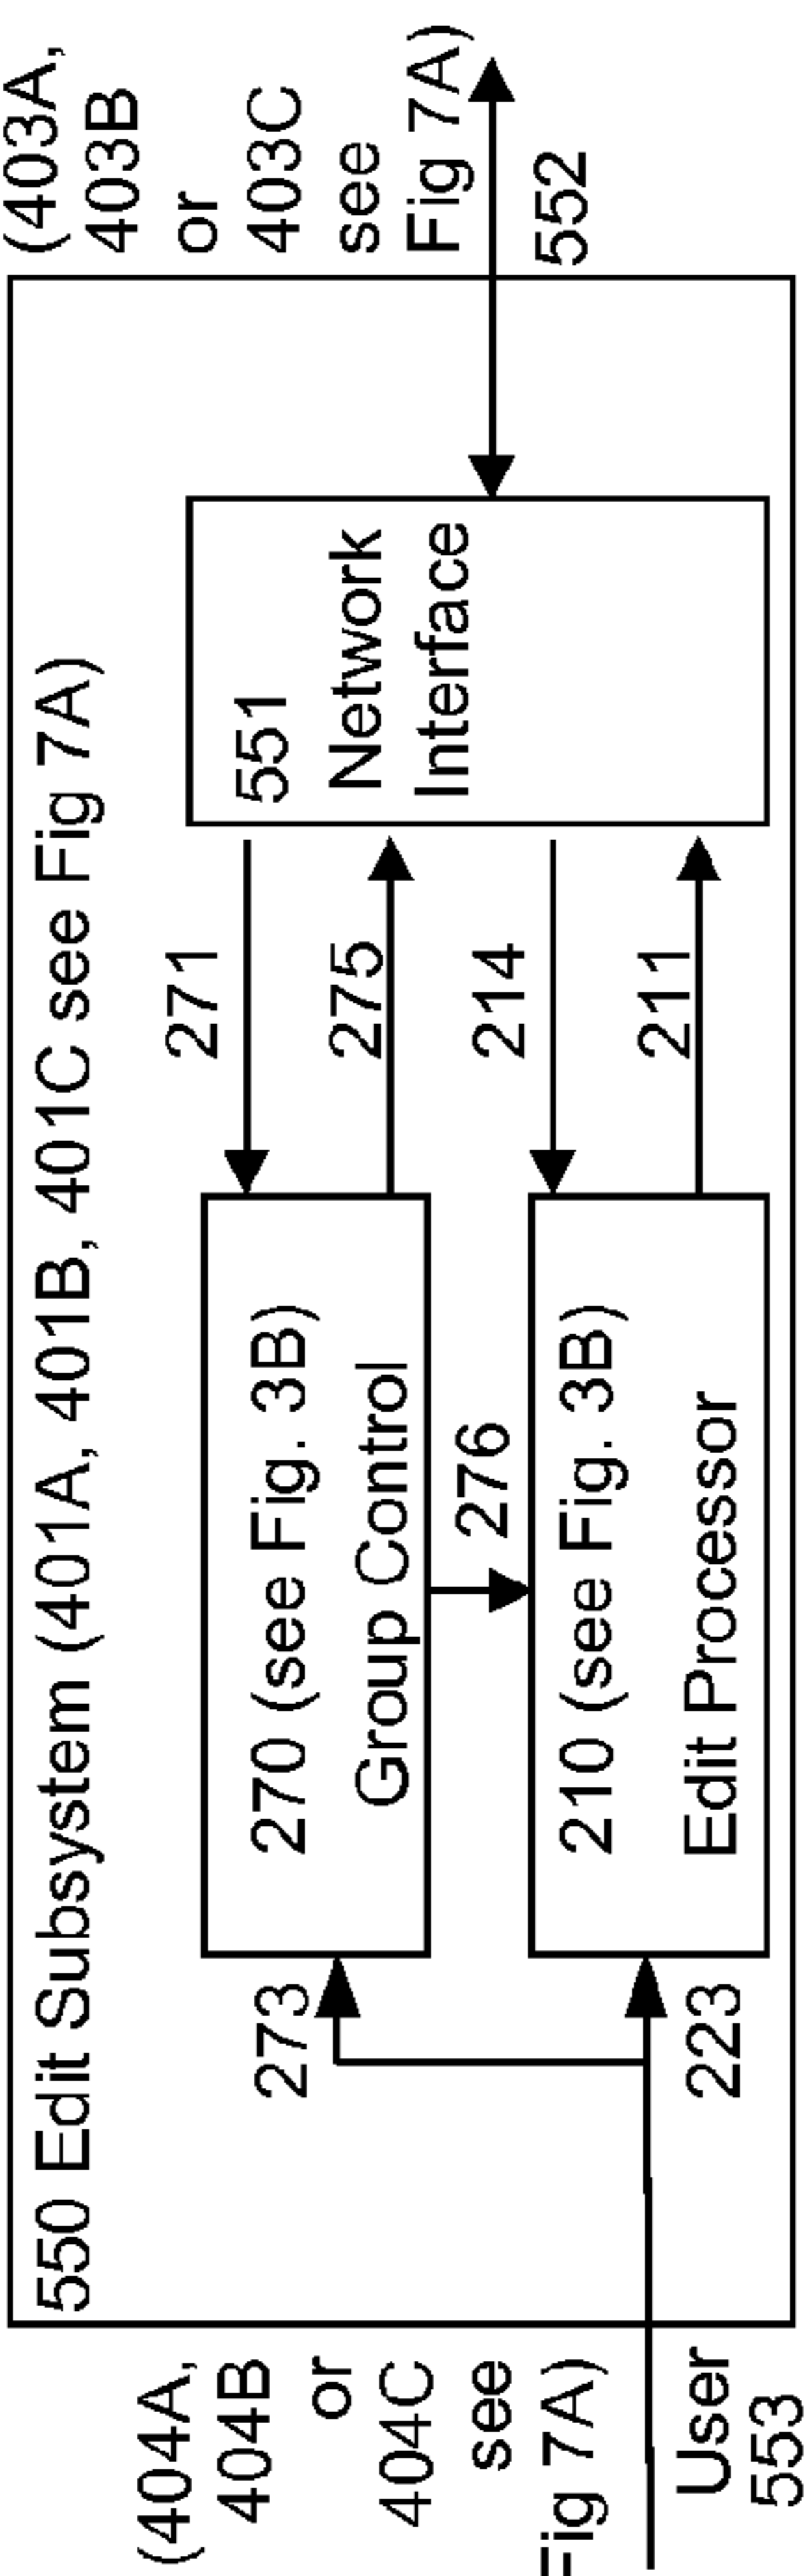 550 Edit Subsystem (401A, 401B, 401C see Fig 7A)
(404A,
404B
or
404C
see
Fig 7A)
User
553
273
223
270 (see Fig. 3B)
Group Control
276
210 (see Fig. 3B)
Edit Processor
271
275
214
211
551
Network
Interface
(403A,
403B
or
403C
see
Fig 7A)
552